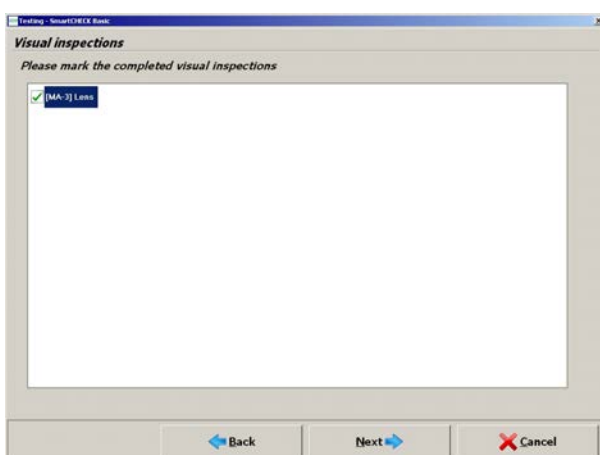 Testing - SmartCHECK Basic
Visual inspections
Please mark the completed visual inspections
[MA-3] Lens
Back
Next
Cancel